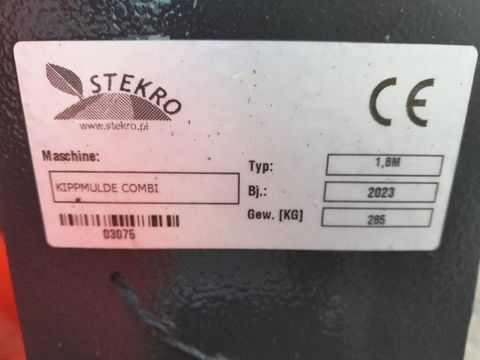 STEKRO
www.stekro.pl
CE
Maschine:
KIPPMULDE COMBI
03075
Typ: 1,8M
Bj.: 2023
Gew. [KG] 285